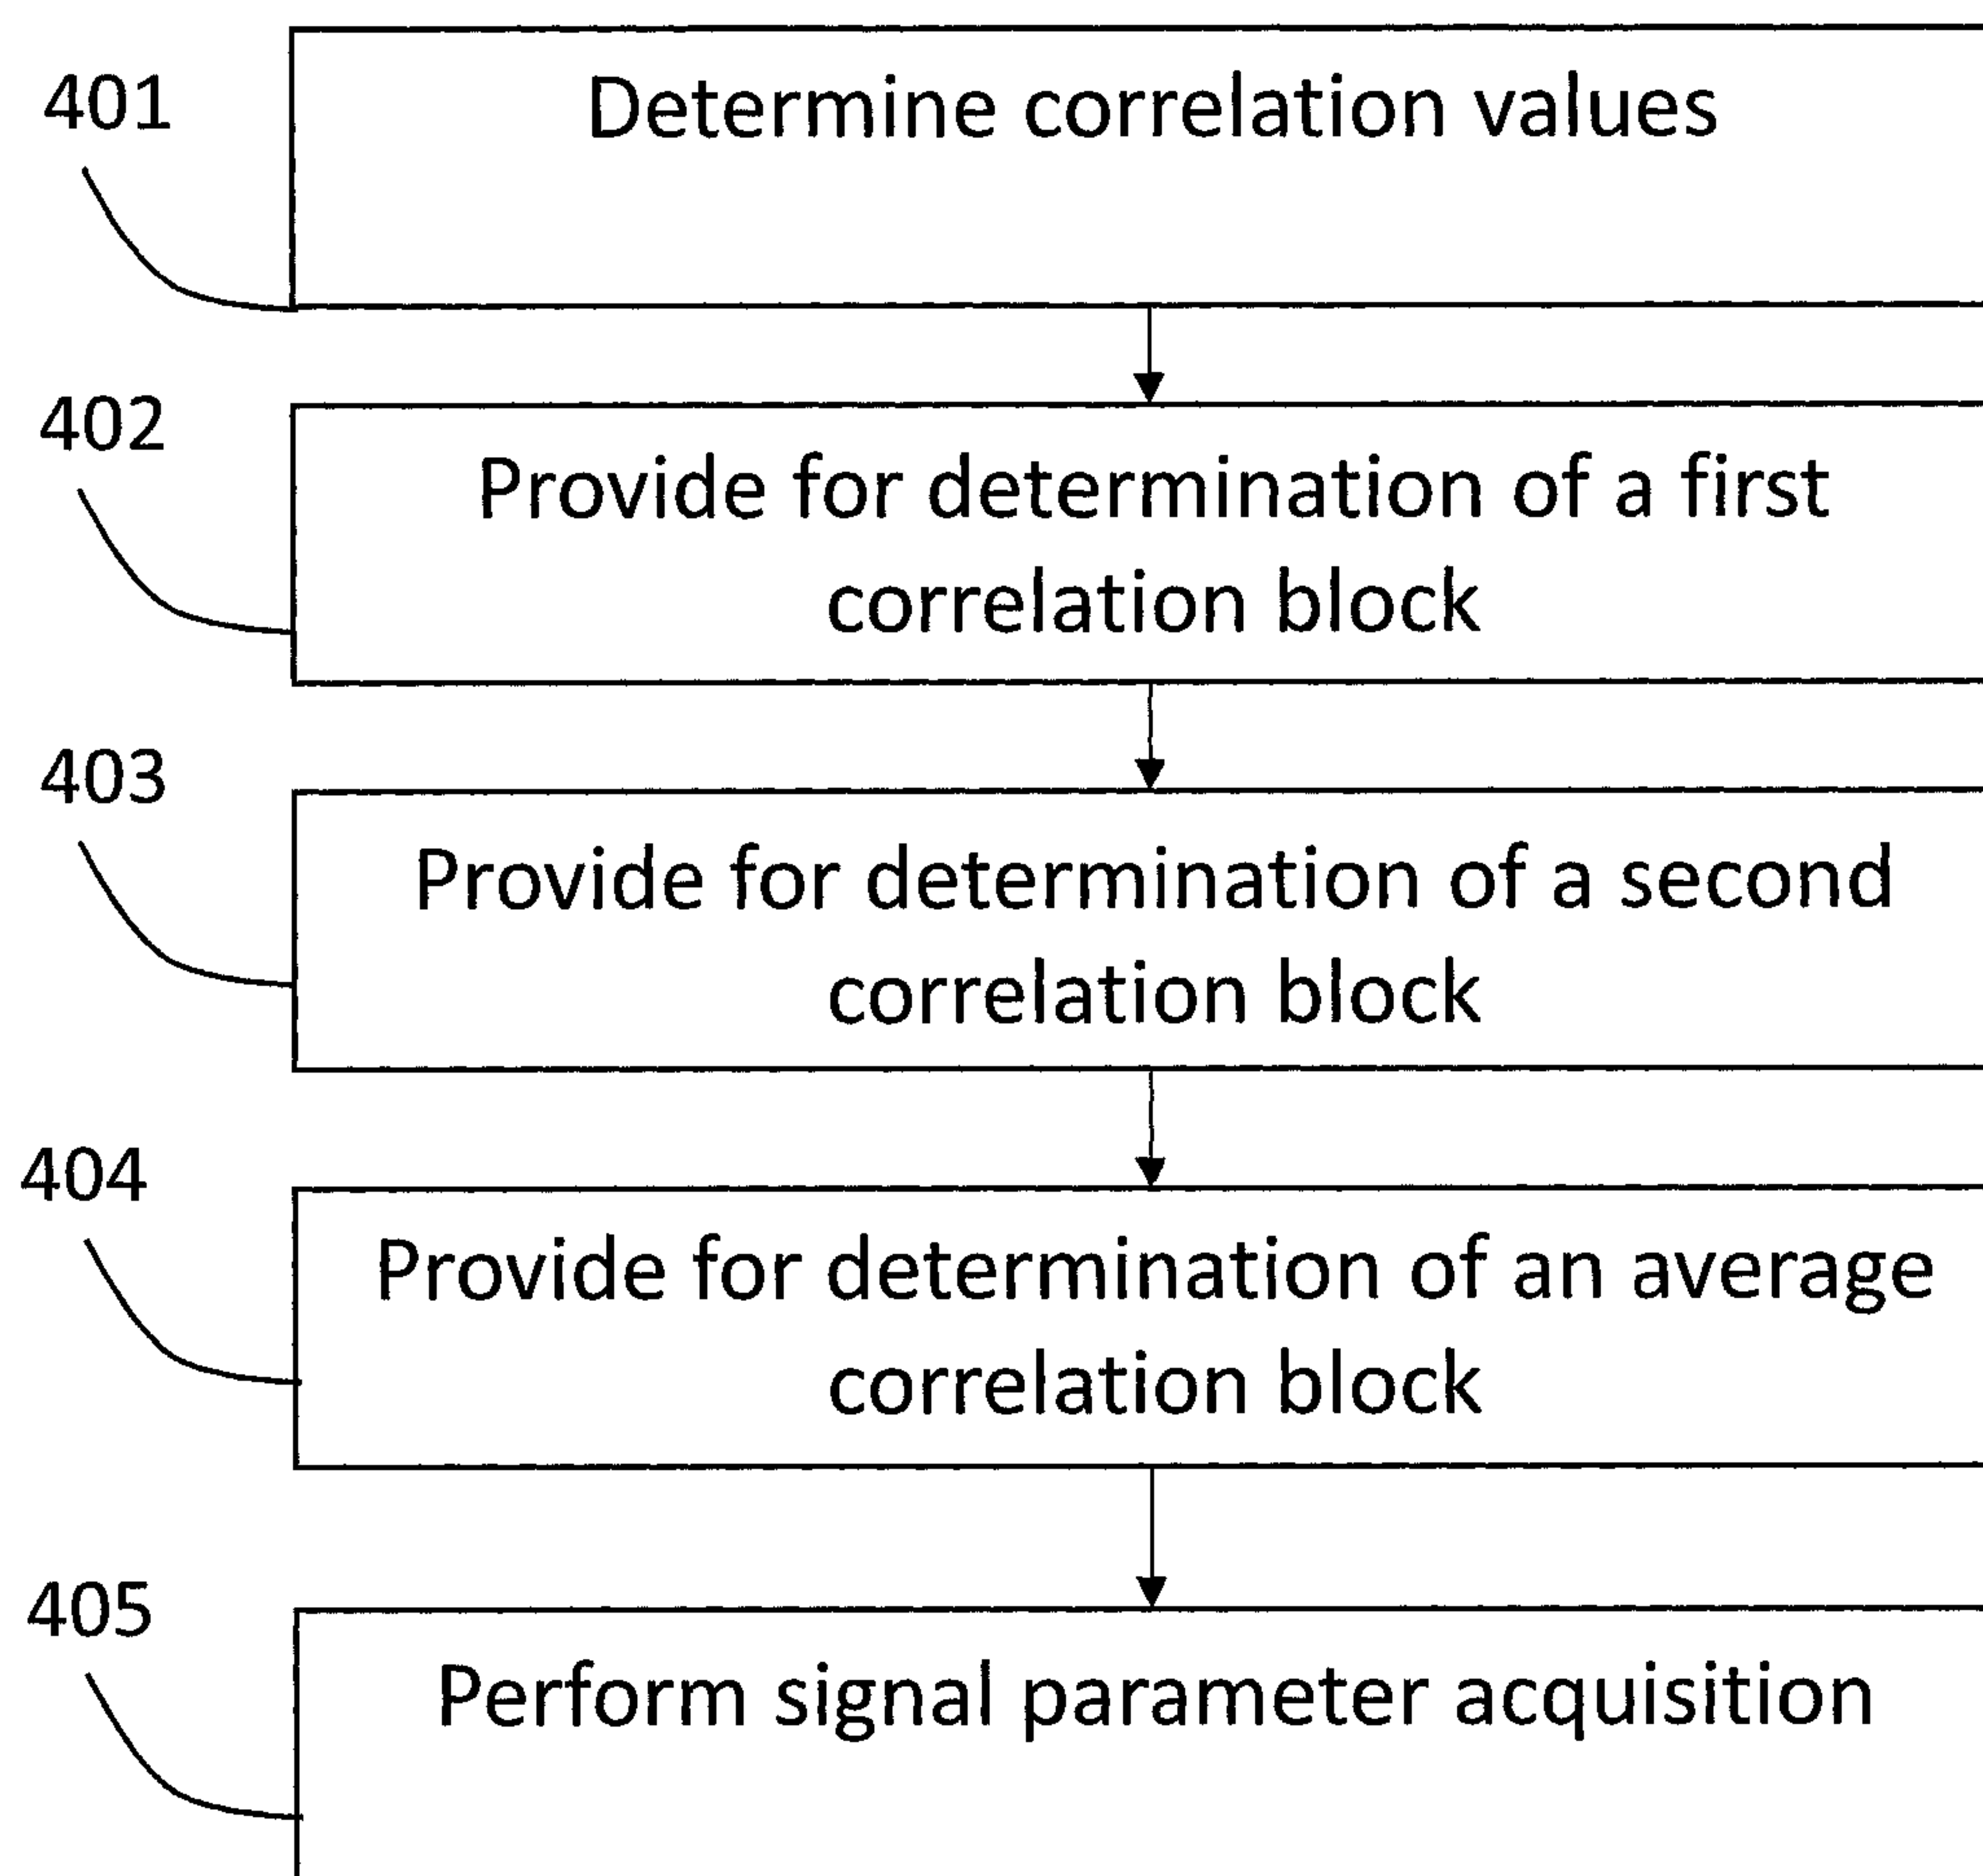 401
Determine correlation values
402
Provide for determination of a first
correlation block
403
Provide for determination of a second
correlation block
404
Provide for determination of an average
correlation block
405
Perform signal parameter acquisition